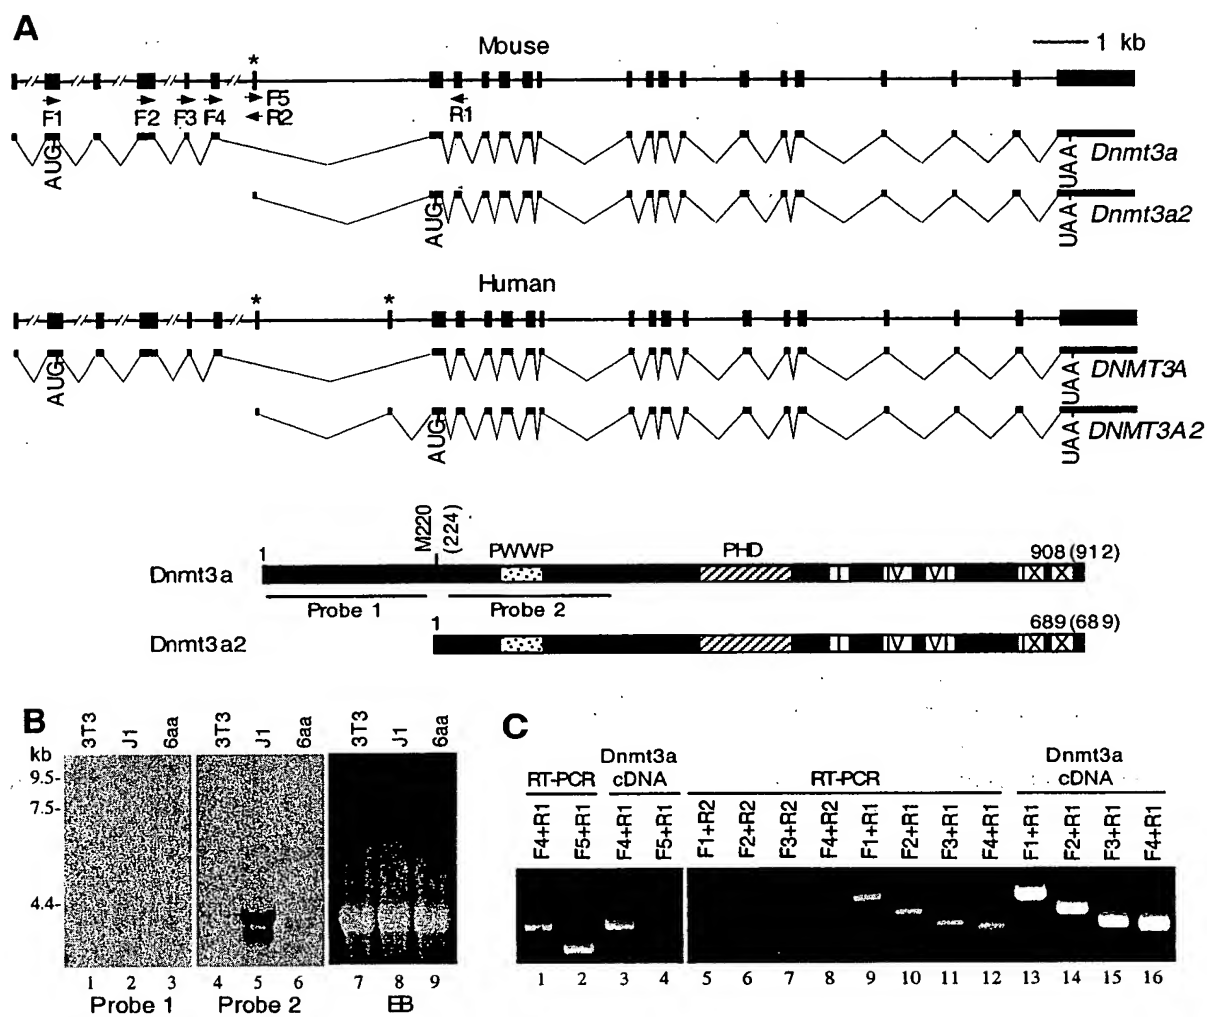 A
Mouse
1 kb
*
F1 F2 F3 F4 F5
R2 R1
AUG UAA Dnmt3a
AUG UAA Dnmt3a2
Human
* *
AUG UAA DNMT3A
AUG UAA DNMT3A2
M220 (224)
1 PWWP PHD 908(912)
Dnmt3a I IV VI IX X
Probe 1 Probe 2
1 689(689)
Dnmt3a2 I IV VI IX X
B
3T3 J1 6aa 3T3 J1 6aa 3T3 J1 6aa
kb
9.5-
7.5-
4.4-
1 2 3 4 5 6 7 8 9
Probe 1 Probe 2 EB
C
RT-PCR Dnmt3a cDNA RT-PCR Dnmt3a cDNA
F4+R1 F5+R1 F4+R1 F5+R1 F1+R2 F2+R2 F3+R2 F4+R2 F1+R1 F2+R1 F3+R1 F4+R1 F1+R1 F2+R1 F3+R1 F4+R1
1 2 3 4 5 6 7 8 9 10 11 12 13 14 15 16